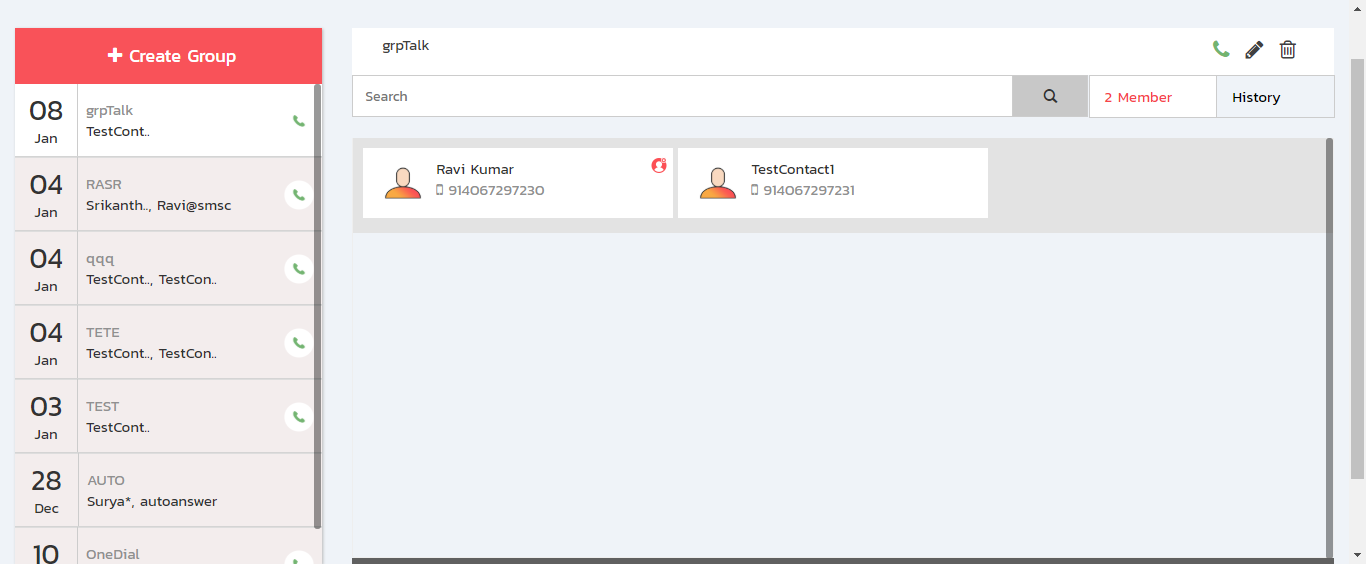 Create Group
08
Jan
grpTalk
TestCont..
04
Jan
RASR
Srikanth.., Ravi@smsc
04
Jan
qqq
TestCont.., TestCon..
04
Jan
TETE
TestCont.., TestCon..
03
Jan
TEST
TestCont..
28
Dec
AUTO
Surya*, autoanswer
10
OneDial
grpTalk
Search
2 Member
History
Ravi Kumar
914067297230
TestContact1
914067297231